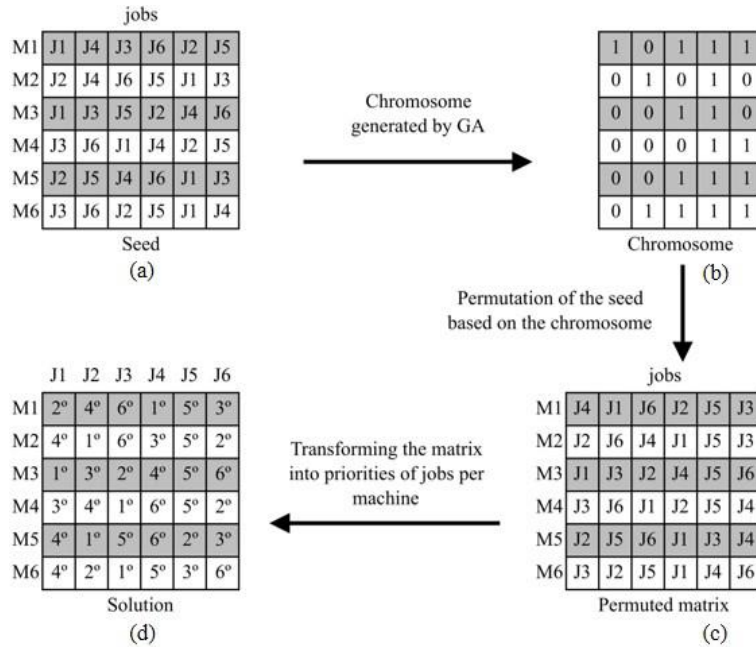 jobs
M1 J1 J4 J3 J6 J2 J5
M2 J2 J4 J6 J5 J1 J3
M3 J1 J3 J5 J2 J4 J6
M4 J3 J6 J1 J4 J2 J5
M5 J2 J5 J4 J6 J1 J3
M6 J3 J6 J2 J5 J1 J4
Seed
(a)
Chromosome
generated by GA
1 0 1 1 1
0 1 0 1 0
0 0 1 1 0
0 0 0 1 1
0 0 1 1 1
0 1 1 1 1
Chromosome
(b)
Permutation of the seed
based on the chromosome
jobs
M1 J4 J1 J6 J2 J5 J3
M2 J2 J6 J4 J1 J5 J3
M3 J1 J3 J2 J4 J5 J6
M4 J3 J6 J1 J2 J5 J4
M5 J2 J5 J6 J1 J3 J4
M6 J3 J2 J5 J1 J4 J6
Permuted matrix
(c)
Transforming the matrix
into priorities of jobs per
machine
J1 J2 J3 J4 J5 J6
M1 2º 4º 6º 1º 5º 3º
M2 4º 1º 6º 3º 5º 2º
M3 1º 3º 2º 4º 5º 6º
M4 3º 4º 1º 6º 5º 2º
M5 4º 1º 5º 6º 2º 3º
M6 4º 2º 1º 5º 3º 6º
Solution
(d)